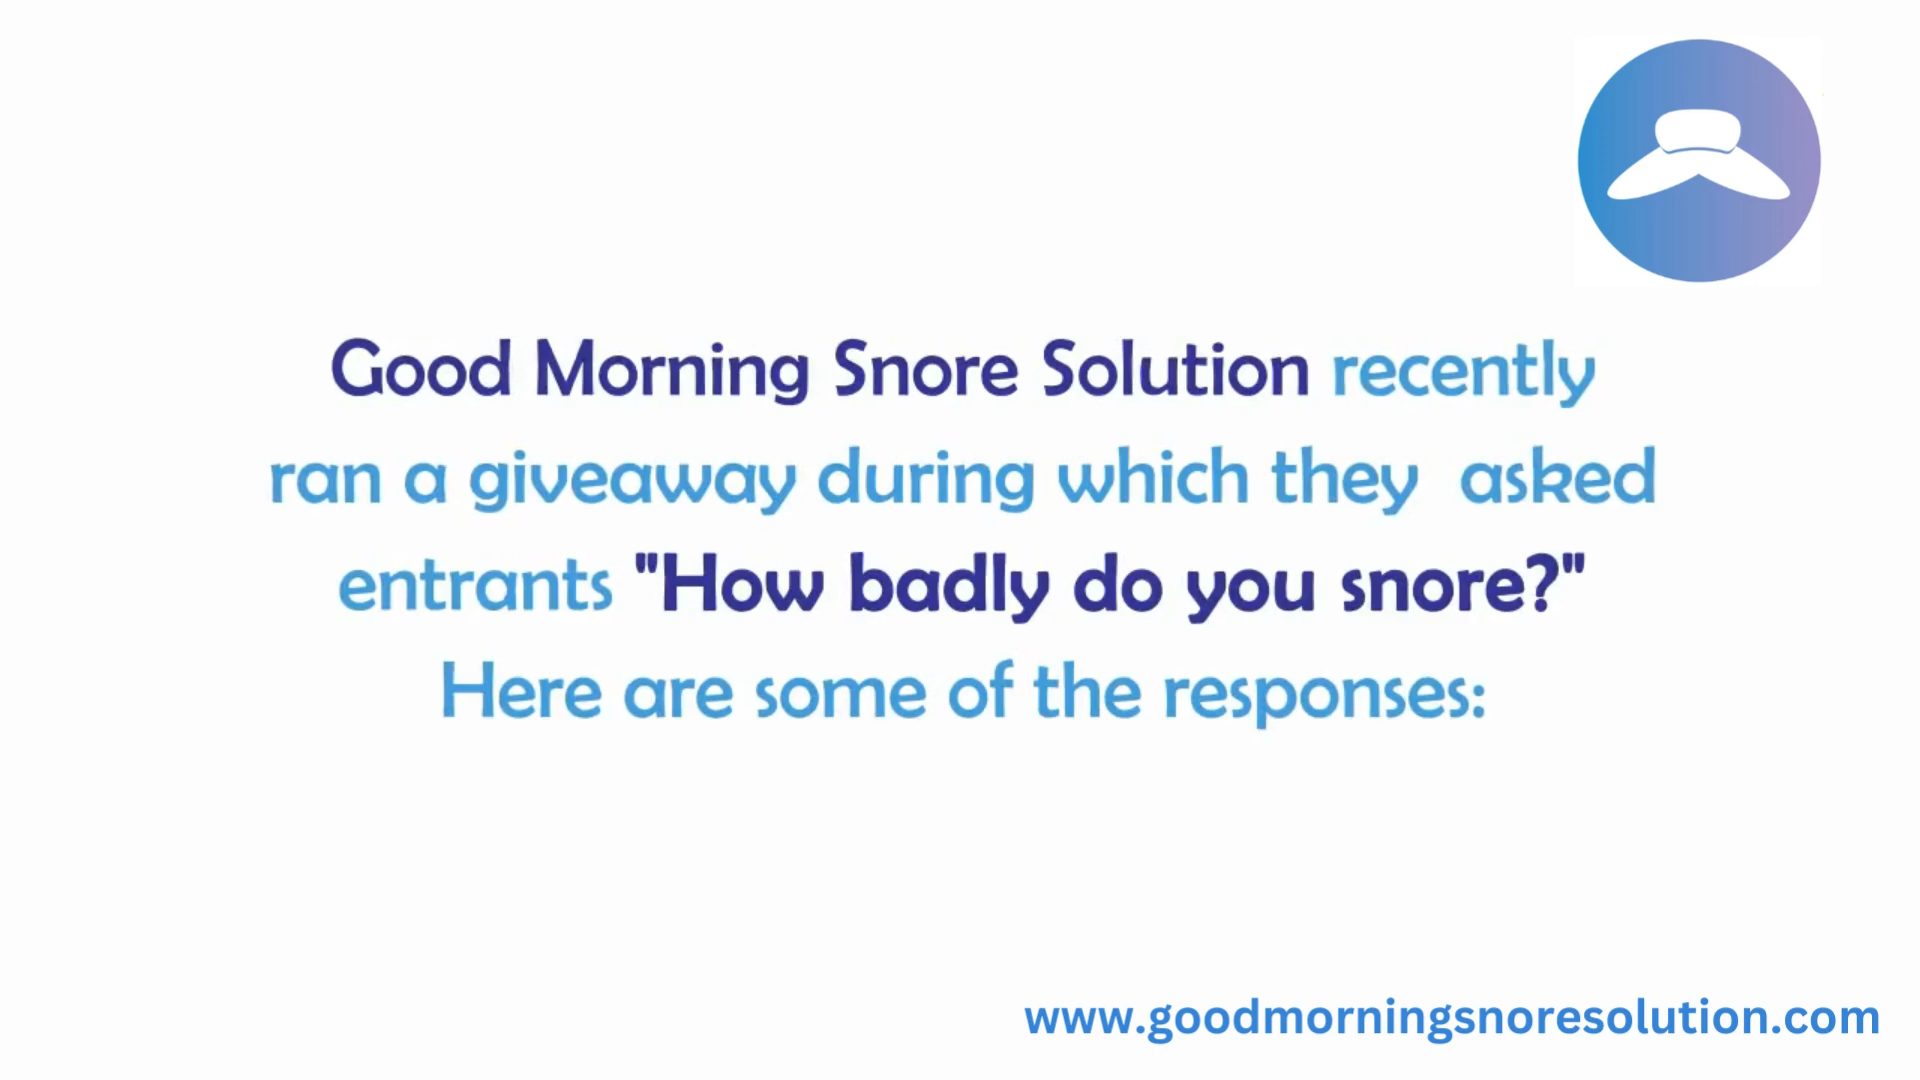 Good Morning Snore Solution recently
ran a giveaway during which they asked
entrants "How badly do you snore?"
Here are some of the responses:
www.goodmorningsnoresolution.com